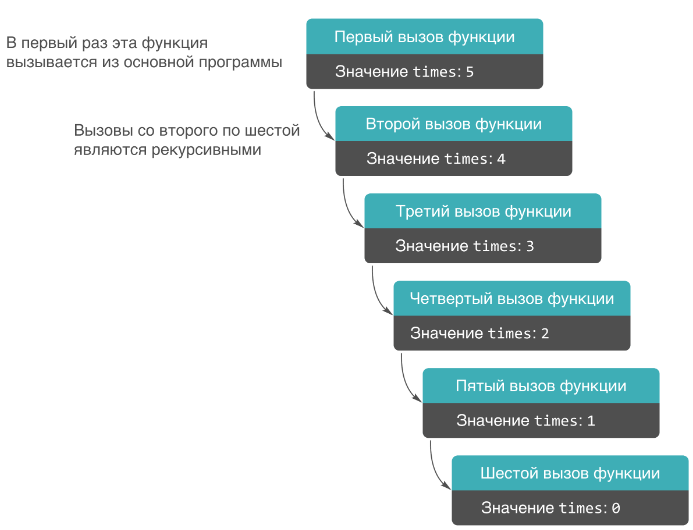 В первый раз эта функция
вызывается из основной программы
Первый вызов функции
Значение times: 5
Вызовы со второго по шестой
являются рекурсивными
Второй вызов функции
Значение times: 4
Третий вызов функции
Значение times: 3
Четвертый вызов функции
Значение times: 2
Пятый вызов функции
Значение times: 1
Шестой вызов функции
Значение times: 0